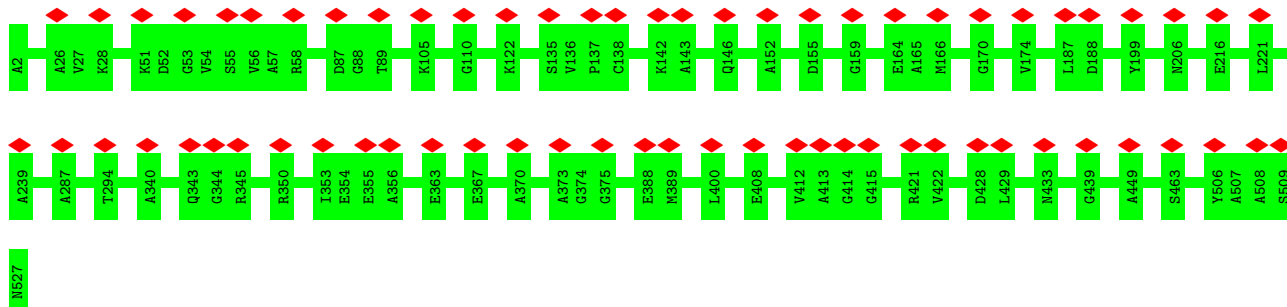 A2 A26 V27 K28 K51 D52 G53 V54 S55 V56 A57 R58 D87 G88 T89 K105 G110 K122 S135 V136 P137 C138 K142 A143 Q146 A152 D155 G159 E164 A165 M166 G170 V174 L187 D188 Y199 N206 E216 L221
A239 A287 T294 A340 Q343 G344 R345 R350 I353 E354 E355 A356 E363 E367 A370 A373 G374 G375 E388 M389 L400 E408 V412 A413 G414 G415 R421 V422 D428 L429 N433 G439 A449 S463 Y506 A507 A508 S509
N527